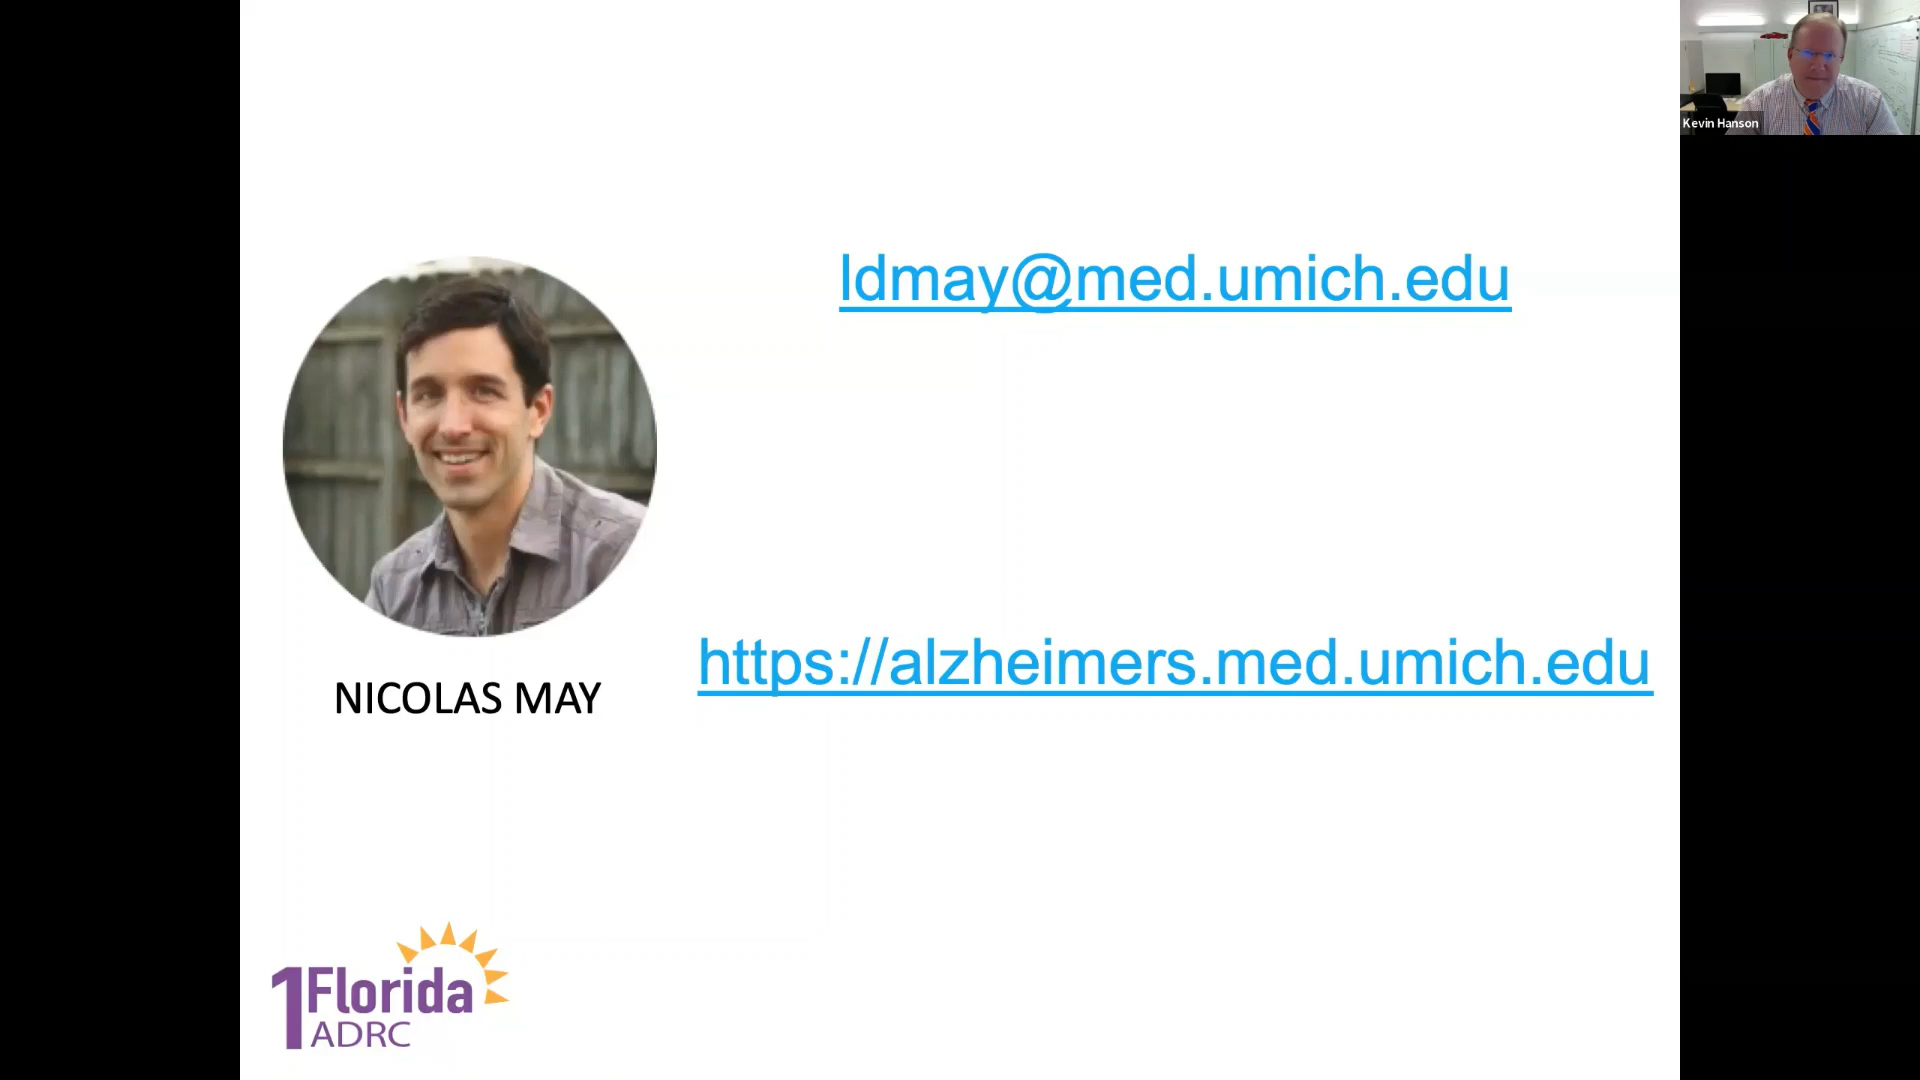 Kevin Hanson
ldmay@med.umich.edu
https://alzheimers.med.umich.edu
NICOLAS MAY
1Florida
ADRC